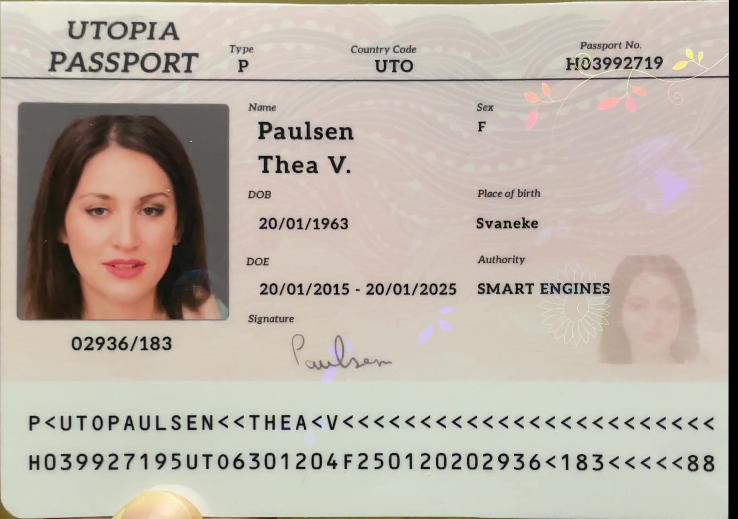 UTOPIA
PASSPORT
Type
P
Country Code
UTO
Passport No.
H03992719
Name
Paulsen
Thea V.
Sex
F
DOB
20/01/1963
Place of birth
Svaneke
DOE
20/01/2015 - 20/01/2025
Authority
SMART ENGINES
Signature
Paulsen
02936/183
P<UTOPAULSEN<<THEA<V<<<<<<<<<<<<<<<<<<<<<<<<
H039927195UTO6301204F250120202936<183<<<<<88